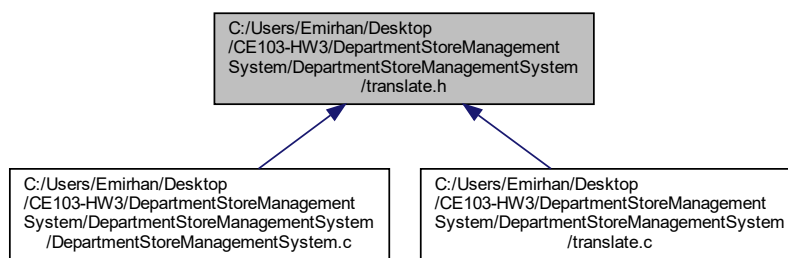 C:/Users/Emirhan/Desktop
/CE103-HW3/DepartmentStoreManagement
System/DepartmentStoreManagementSystem
/translate.h
C:/Users/Emirhan/Desktop
/CE103-HW3/DepartmentStoreManagement
System/DepartmentStoreManagementSystem
/DepartmentStoreManagementSystem.c
C:/Users/Emirhan/Desktop
/CE103-HW3/DepartmentStoreManagement
System/DepartmentStoreManagementSystem
/translate.c